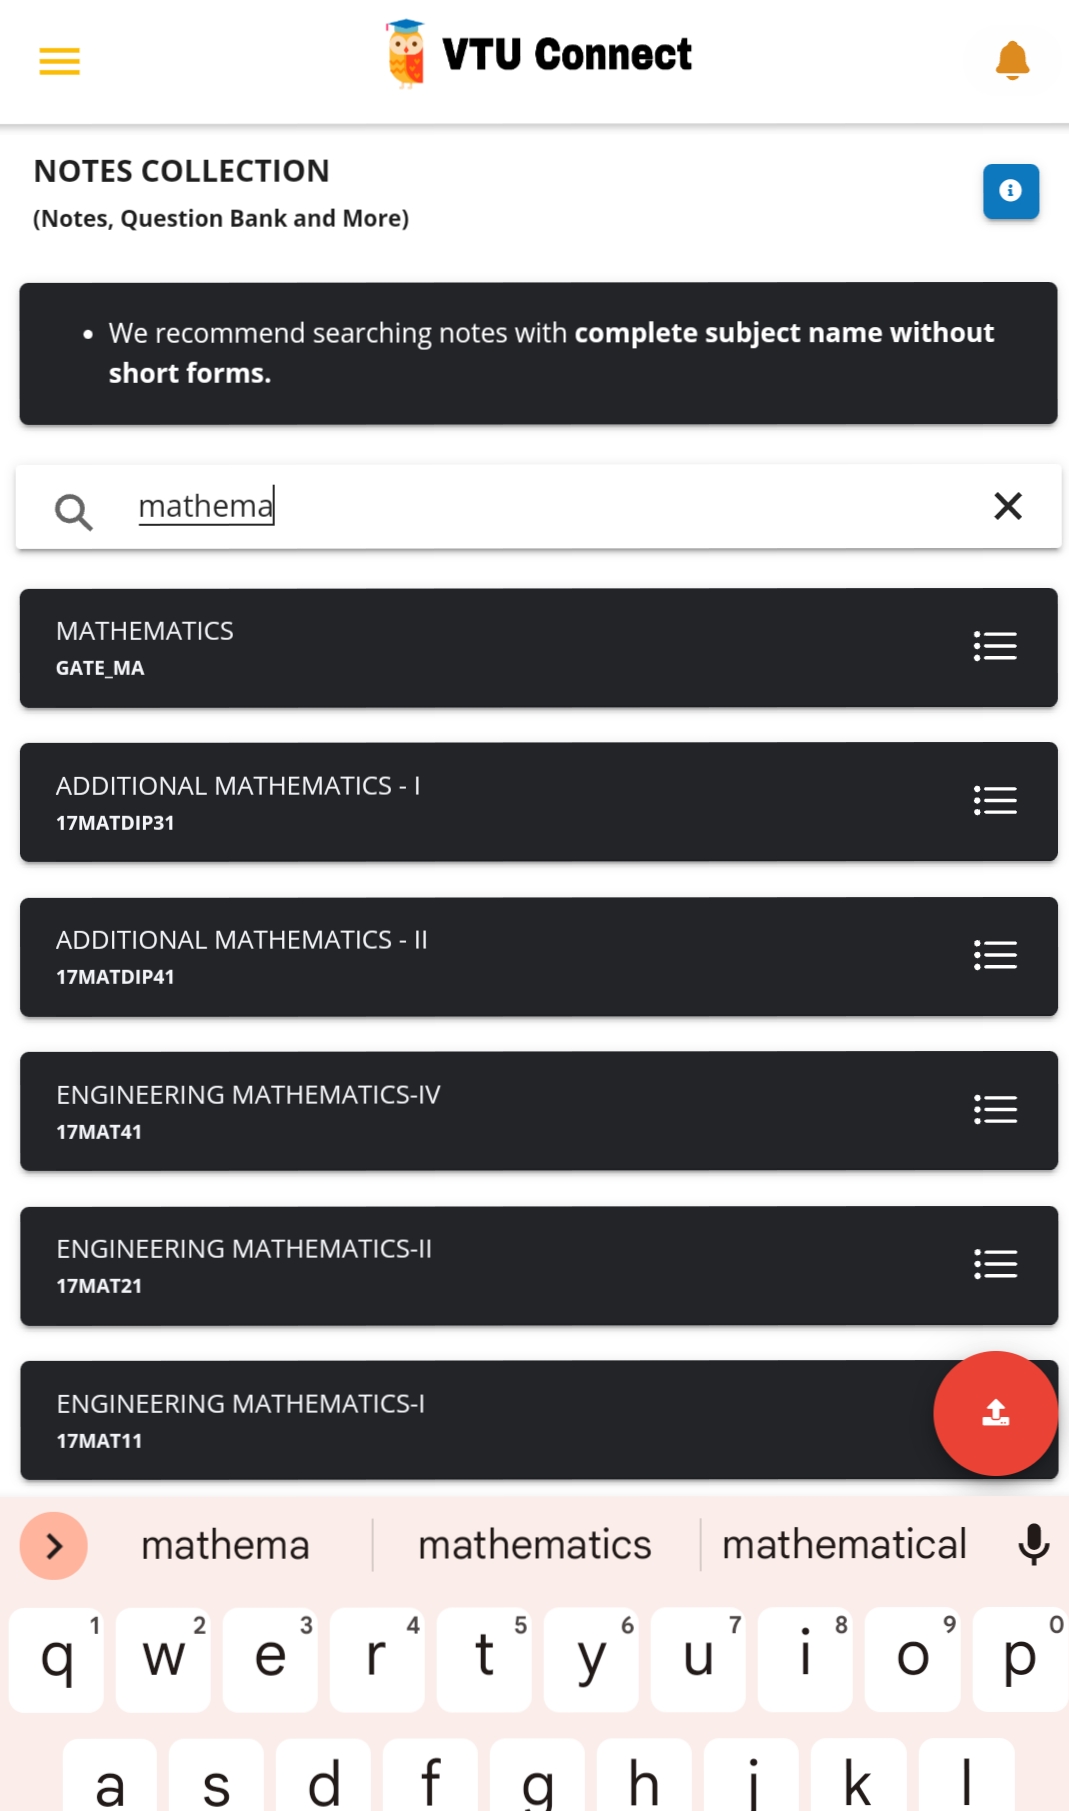 VTU Connect
NOTES COLLECTION
(Notes, Question Bank and More)
• We recommend searching notes with complete subject name without
short forms.
mathema
MATHEMATICS
GATE_MA
ADDITIONAL MATHEMATICS - I
17MATDIP31
ADDITIONAL MATHEMATICS - II
17MATDIP41
ENGINEERING MATHEMATICS-IV
17MAT41
ENGINEERING MATHEMATICS-II
17MAT21
ENGINEERING MATHEMATICS-I
17MAT11
mathema mathematics mathematical
1 2 3 4 5 6 7 8 9 0
q w e r t y u i o p
a s d f g h j k l